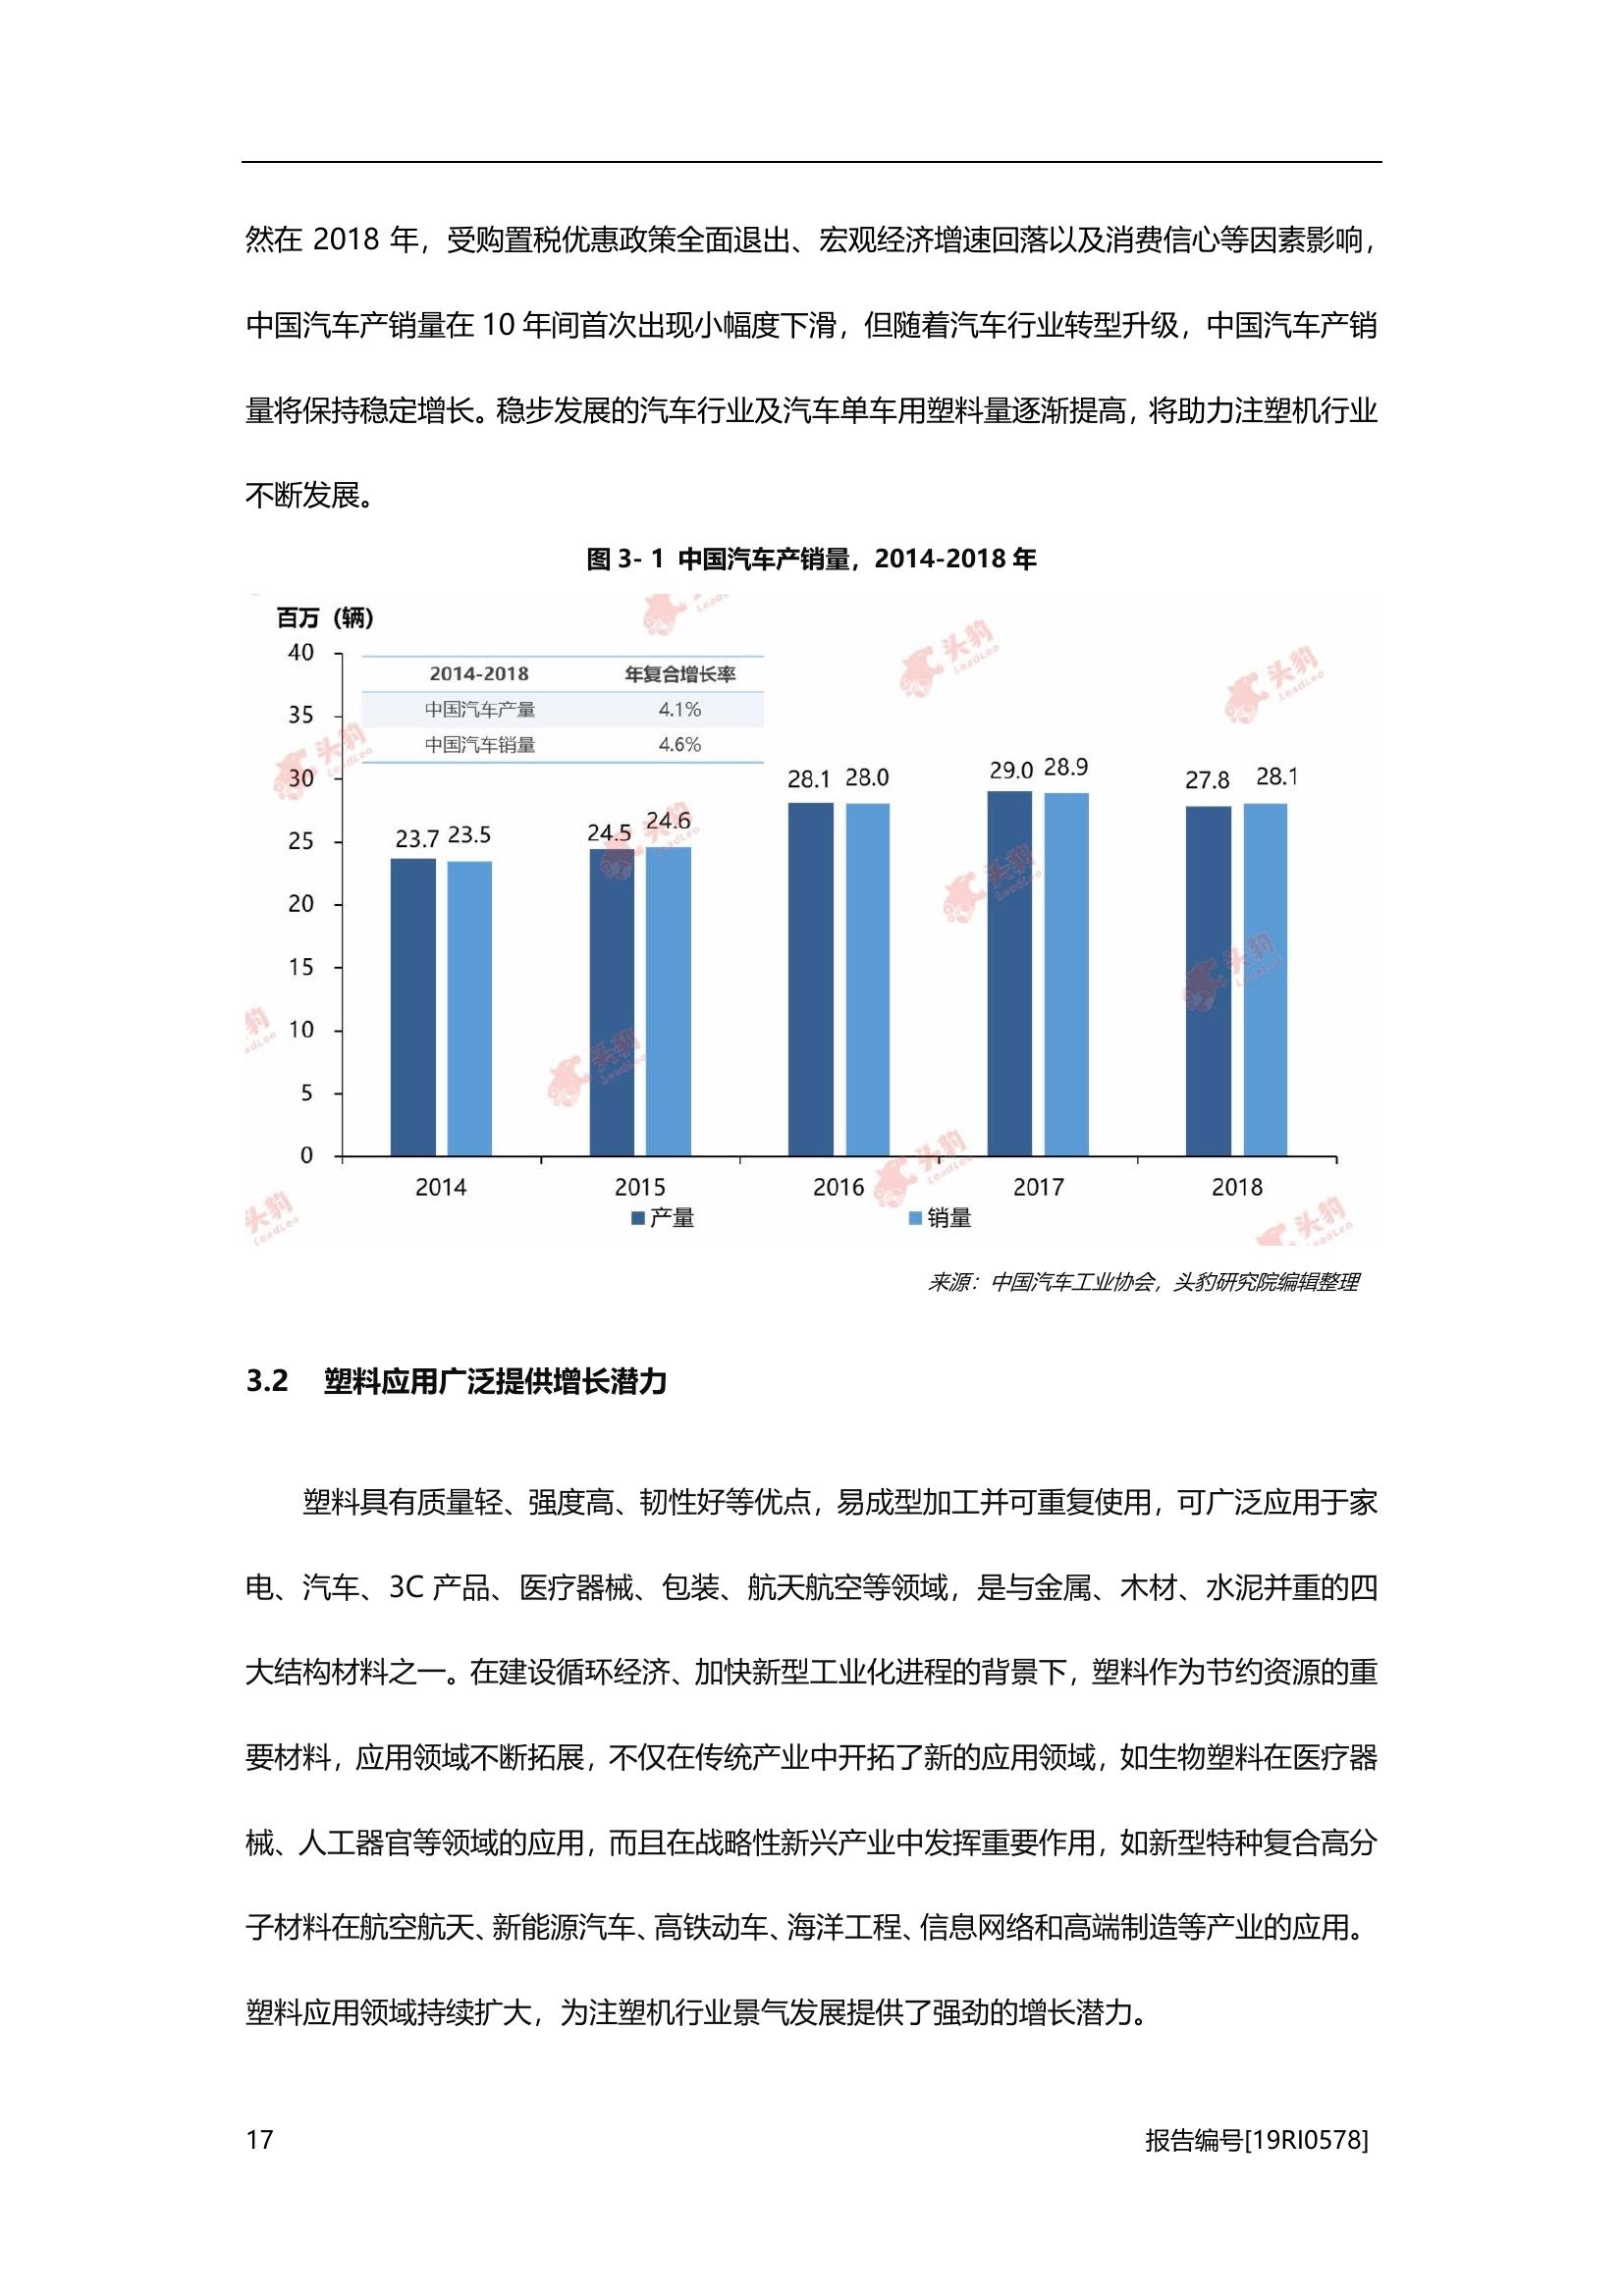 然在 2018 年，受购置税优惠政策全面退出、宏观经济增速回落以及消费信心等因素影响，
中国汽车产销量在 10 年间首次出现小幅度下滑，但随着汽车行业转型升级，中国汽车产销
量将保持稳定增长。稳步发展的汽车行业及汽车单车用塑料量逐渐提高，将助力注塑机行业
不断发展。
图 3- 1 中国汽车产销量，2014-2018 年
百万（辆）
2014-2018 年复合增长率
中国汽车产量 4.1%
中国汽车销量 4.6%
40
35
30
25
20
15
10
5
0
23.7 23.5
24.5 24.6
28.1 28.0
29.0 28.9
27.8 28.1
2014 2015 2016 2017 2018
产量 销量
头豹
LeadLeo
来源：中国汽车工业协会，头豹研究院编辑整理
3.2 塑料应用广泛提供增长潜力
塑料具有质量轻、强度高、韧性好等优点，易成型加工并可重复使用，可广泛应用于家
电、汽车、3C 产品、医疗器械、包装、航天航空等领域，是与金属、木材、水泥并重的四
大结构材料之一。在建设循环经济、加快新型工业化进程的背景下，塑料作为节约资源的重
要材料，应用领域不断拓展，不仅在传统产业中开拓了新的应用领域，如生物塑料在医疗器
械、人工器官等领域的应用，而且在战略性新兴产业中发挥重要作用，如新型特种复合高分
子材料在航空航天、新能源汽车、高铁动车、海洋工程、信息网络和高端制造等产业的应用。
塑料应用领域持续扩大，为注塑机行业景气发展提供了强劲的增长潜力。
17 报告编号[19RI0578]